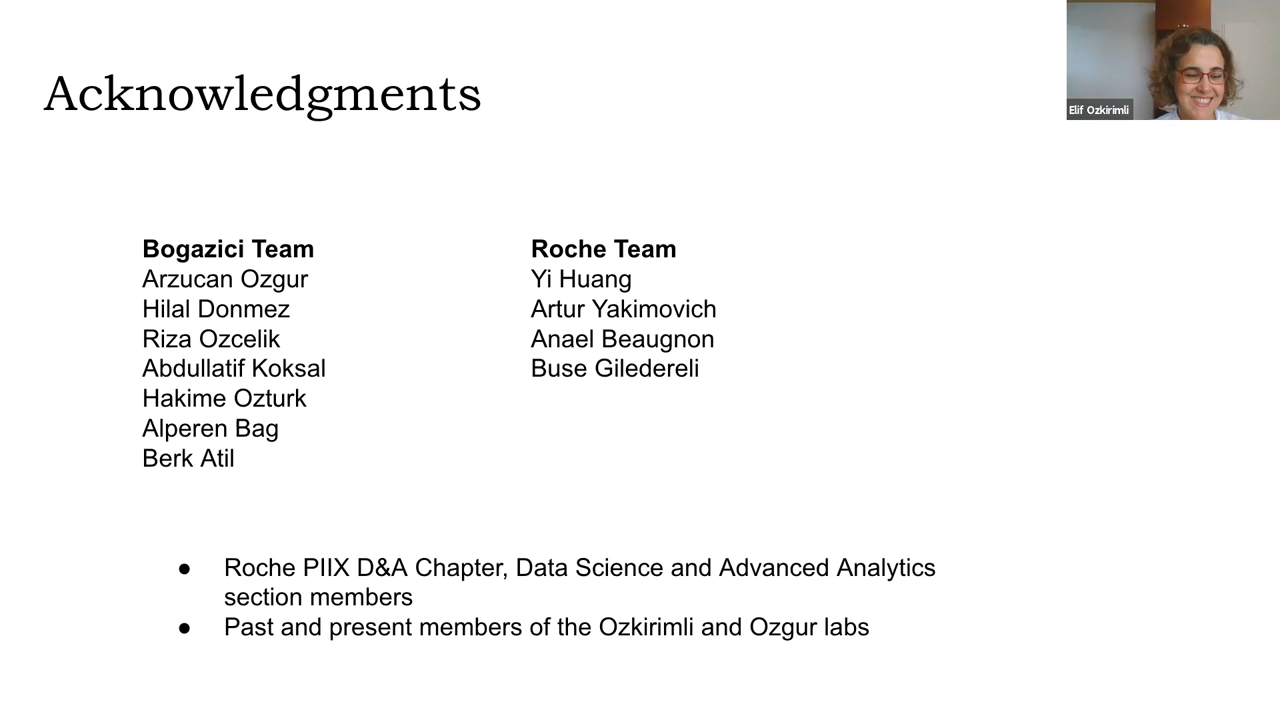 Acknowledgments
Elif Ozkirimli
Bogazici Team
Arzucan Ozgur
Hilal Donmez
Riza Ozcelik
Abdullatif Koksal
Hakime Ozturk
Alperen Bag
Berk Atil
Roche Team
Yi Huang
Artur Yakimovich
Anael Beaugnon
Buse Giledereli
● Roche PIIX D&A Chapter, Data Science and Advanced Analytics
section members
● Past and present members of the Ozkirimli and Ozgur labs